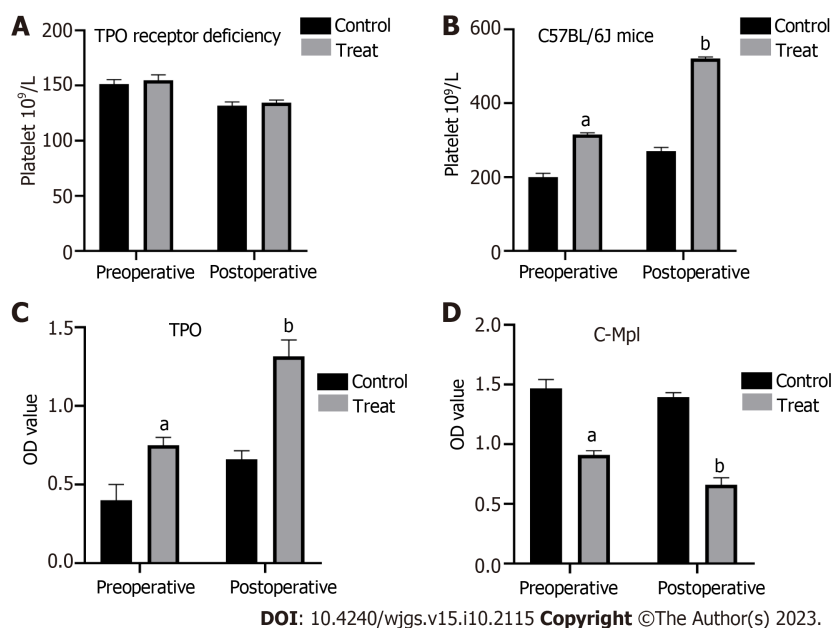 A
TPO receptor deficiency
Control
Treat
Platelet 10⁹/L
200
150
100
50
0
Preoperative Postoperative
B
C57BL/6J mice
Control
Treat
Platelet 10⁹/L
600
400
200
0
a
b
Preoperative Postoperative
C
TPO
Control
Treat
OD value
1.5
1.0
0.5
0.0
a
b
Preoperative Postoperative
D
C-Mpl
Control
Treat
OD value
2.0
1.5
1.0
0.5
0.0
a
b
Preoperative Postoperative
DOI: 10.4240/wjgs.v15.i10.2115 Copyright ©The Author(s) 2023.